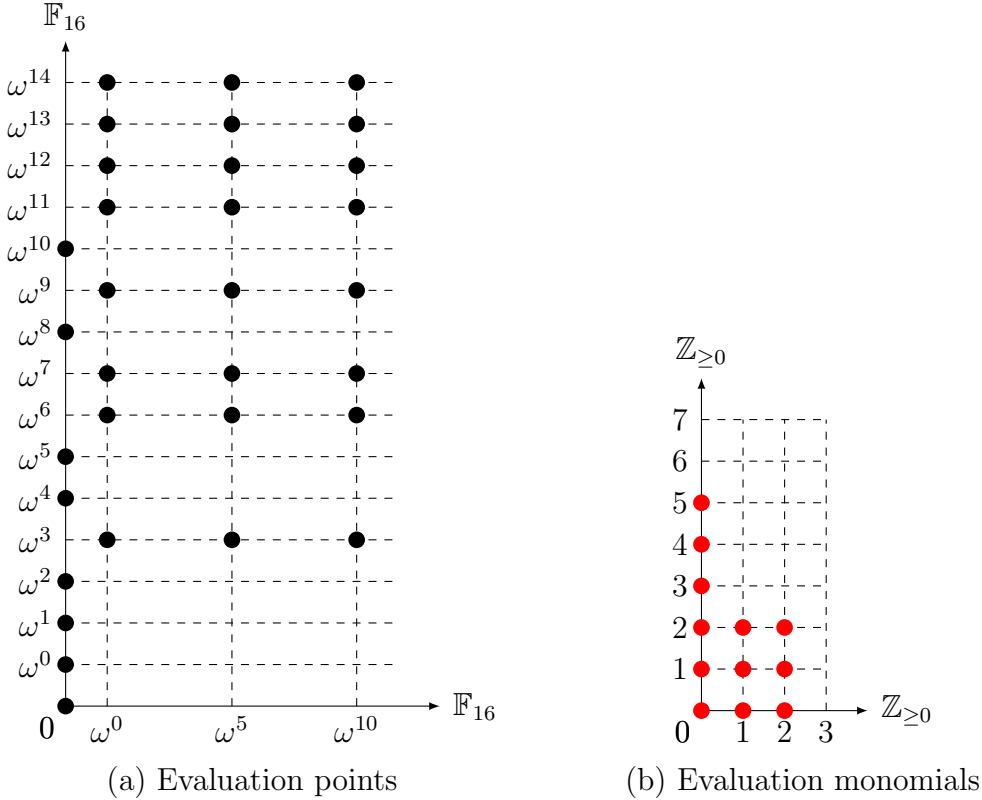 𝔽₁₆
ω¹⁴
ω¹³
ω¹²
ω¹¹
ω¹⁰
ω⁹
ω⁸
ω⁷
ω⁶
ω⁵
ω⁴
ω³
ω²
ω¹
ω⁰
0
ω⁰ ω⁵ ω¹⁰
𝔽₁₆
(a) Evaluation points
ℤ≥0
7
6
5
4
3
2
1
0 1 2 3
ℤ≥0
(b) Evaluation monomials